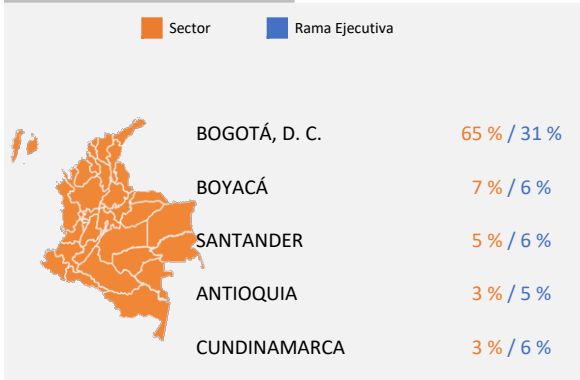 Sector Rama Ejecutiva
BOGOTÁ, D. C. 65 % / 31 %
BOYACÁ 7 % / 6 %
SANTANDER 5 % / 6 %
ANTIOQUIA 3 % / 5 %
CUNDINAMARCA 3 % / 6 %